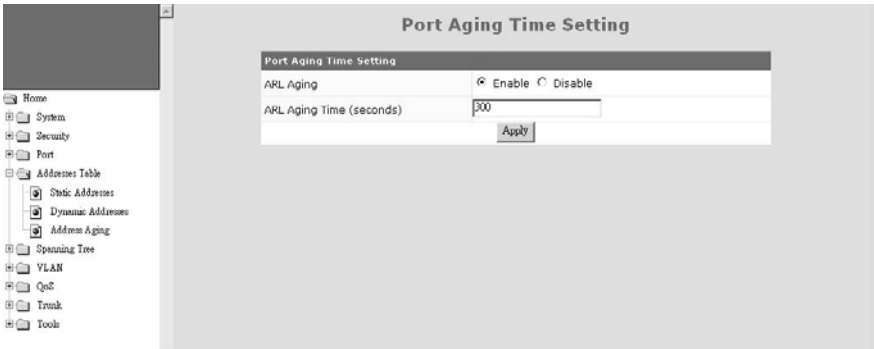 Port Aging Time Setting
Port Aging Time Setting
ARL Aging
Enable Disable
ARL Aging Time (seconds)
300
Apply
Home
System
Security
Port
Addresses Table
Static Addresses
Dynamic Addresses
Address Aging
Spanning Tree
VLAN
QoS
Trunk
Tools